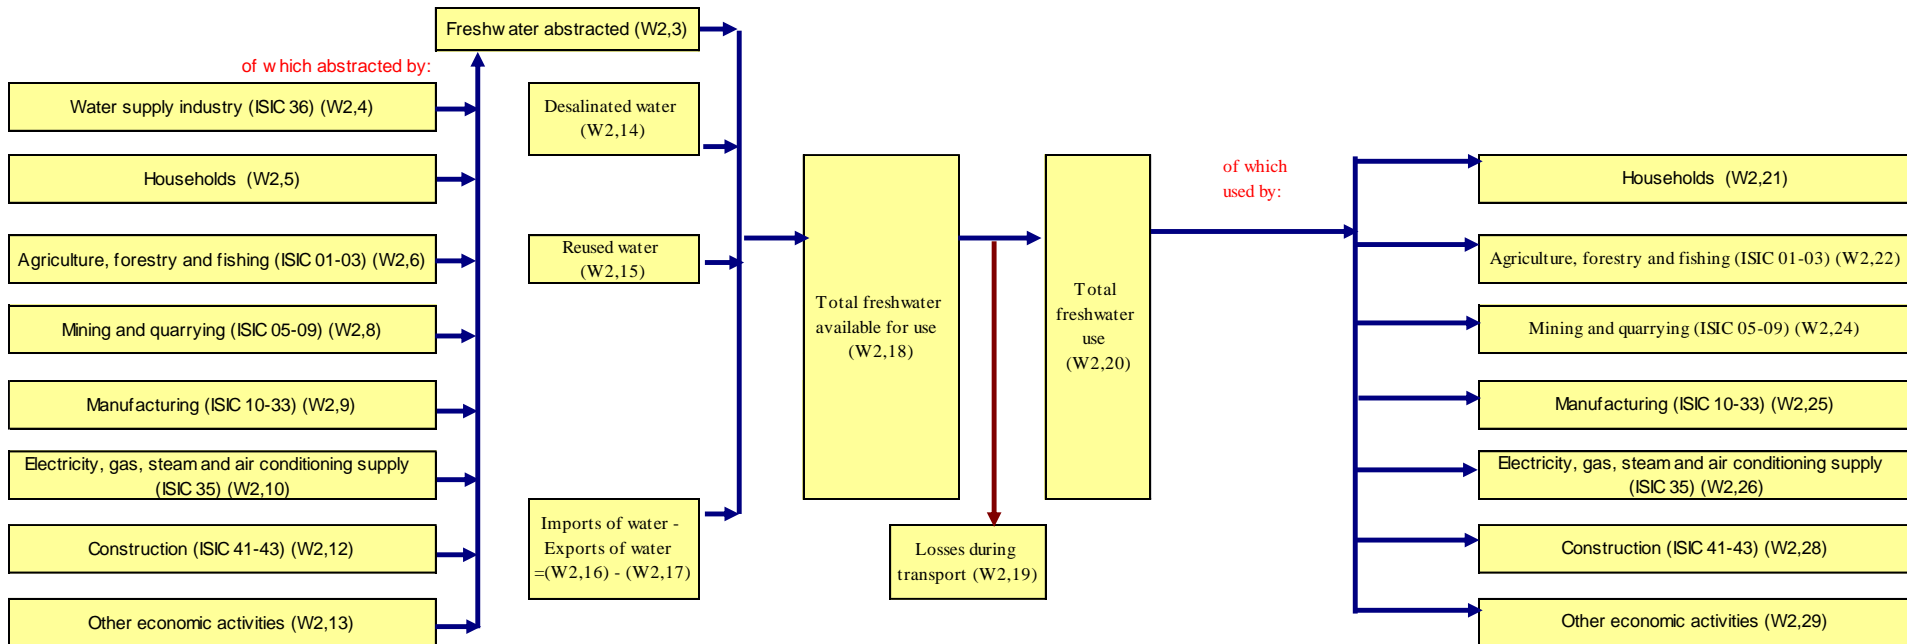 Freshwater abstracted (W2,3)
of which abstracted by:
Water supply industry (ISIC 36) (W2,4)
Households (W2,5)
Agriculture, forestry and fishing (ISIC 01-03) (W2,6)
Mining and quarrying (ISIC 05-09) (W2,8)
Manufacturing (ISIC 10-33) (W2,9)
Electricity, gas, steam and air conditioning supply
(ISIC 35) (W2,10)
Construction (ISIC 41-43) (W2,12)
Other economic activities (W2,13)
Desalinated water
(W2,14)
Reused water
(W2,15)
Imports of water -
Exports of water
=(W2,16) - (W2,17)
Total freshwater
available for use
(W2,18)
Losses during
transport (W2,19)
Total
freshwater
use
(W2,20)
of which
used by:
Households (W2,21)
Agriculture, forestry and fishing (ISIC 01-03) (W2,22)
Mining and quarrying (ISIC 05-09) (W2,24)
Manufacturing (ISIC 10-33) (W2,25)
Electricity, gas, steam and air conditioning supply
(ISIC 35) (W2,26)
Construction (ISIC 41-43) (W2,28)
Other economic activities (W2,29)